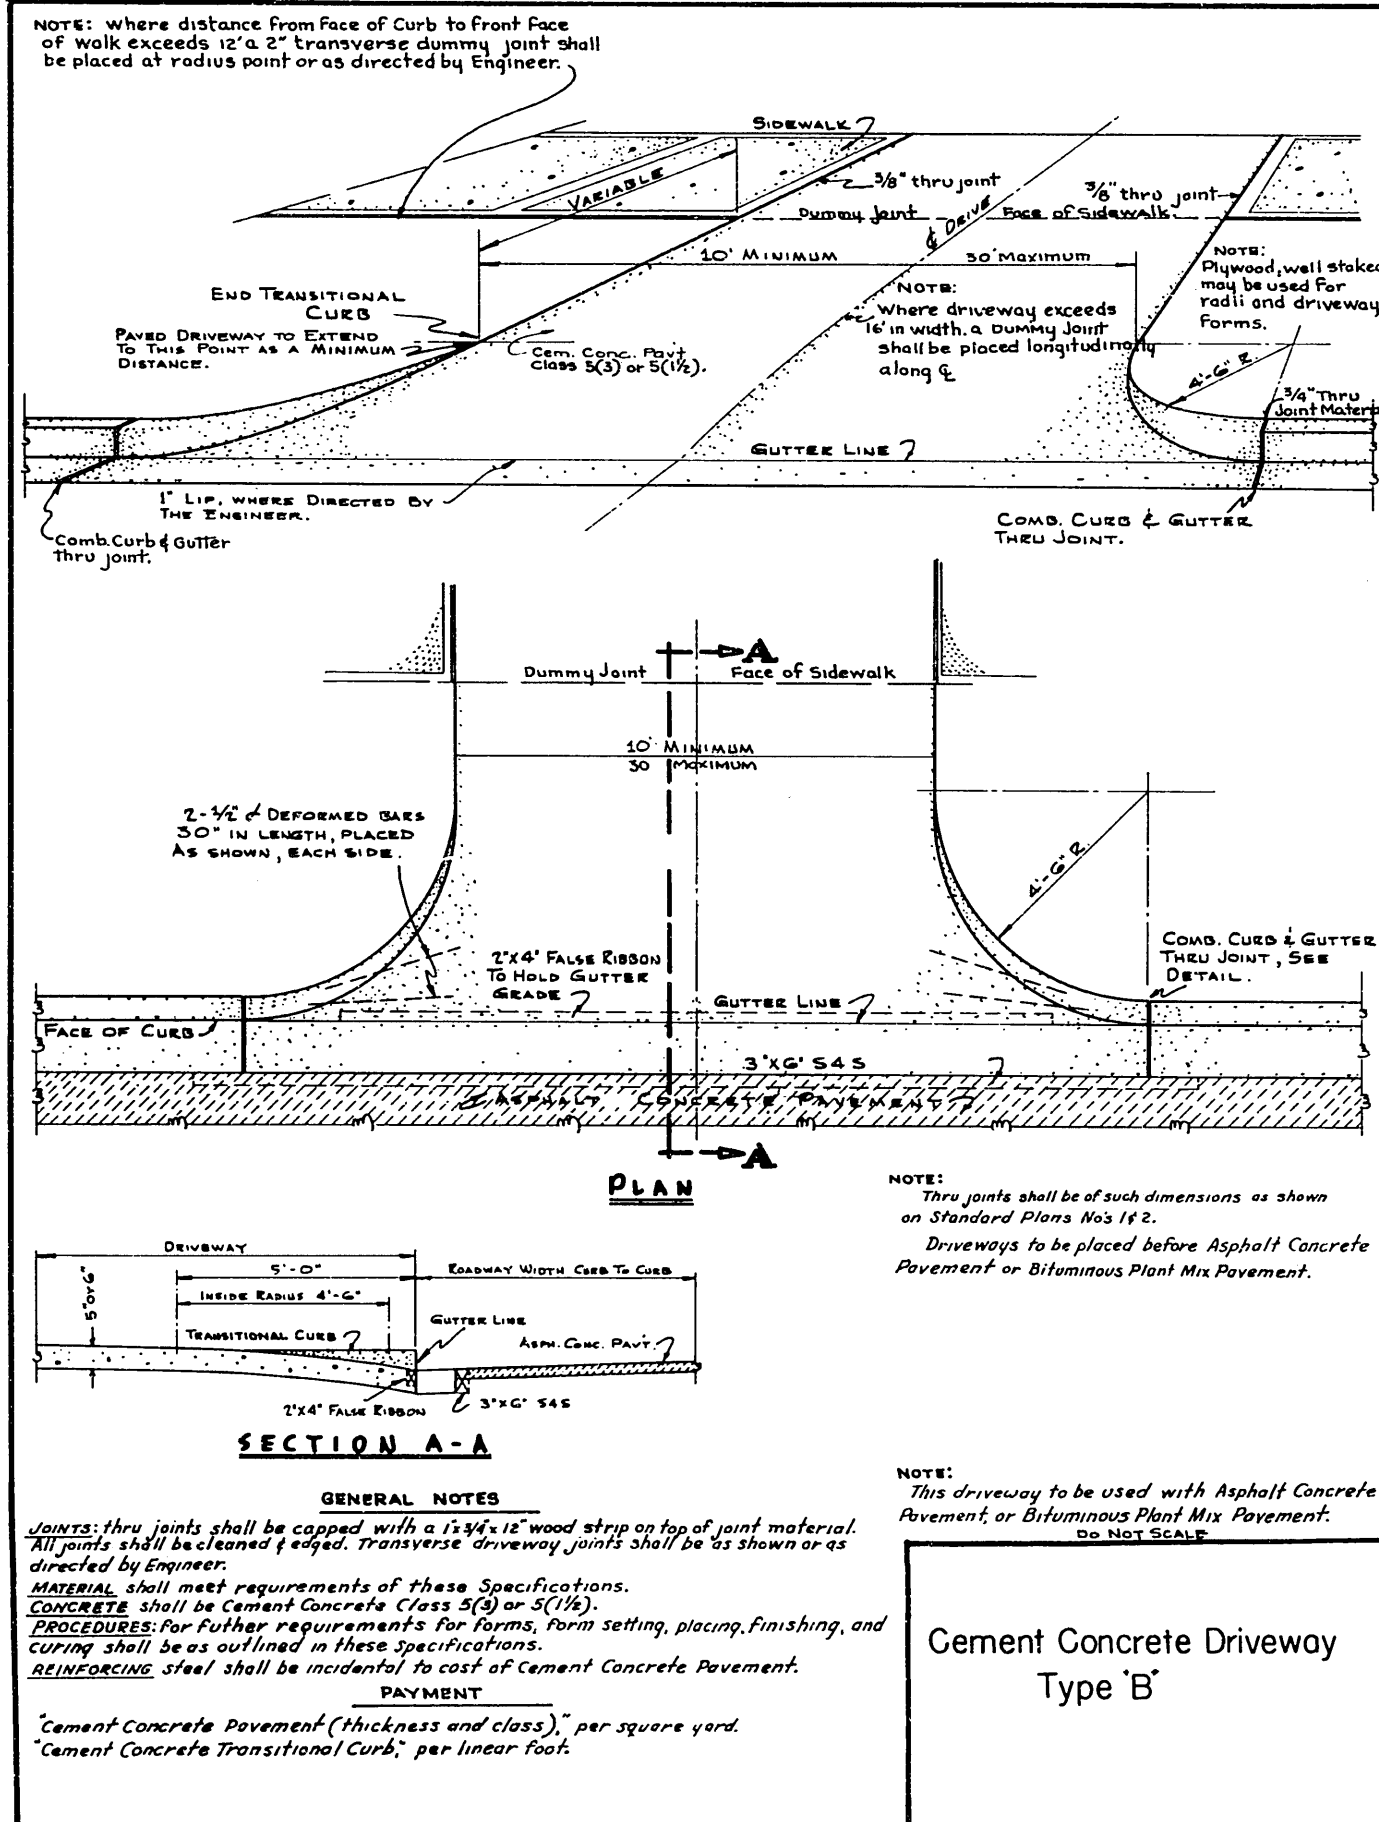 NOTE: Where distance from Face of Curb to front face
of walk exceeds 12' a 2" transverse dummy joint shall
be placed at radius point or as directed by Engineer.
SIDEWALK
VARIABLE
3/8" thru joint
3/8" thru joint
Dummy Joint
Face of Sidewalk.
℄ DRIVE
10' MINIMUM
30' Maximum
NOTE:
Plywood, well staked
may be used for
radii and driveway
forms.
END TRANSITIONAL
CURB
PAVED DRIVEWAY TO EXTEND
TO THIS POINT AS A MINIMUM
DISTANCE.
NOTE:
Where driveway exceeds
16' in width. a DUMMY Joint
shall be placed longitudinally
along ℄
Cem. Conc. Pav't
Class 5(3) or 5(1½).
4'-6" R.
3/4" Thru
Joint Mater
GUTTER LINE
1" LIP, WHERE DIRECTED BY
THE ENGINEER.
Comb. Curb & Gutter
thru joint.
COMB. CURB & GUTTER
THRU JOINT.
A
Dummy Joint
Face of Sidewalk
10' MINIMUM
30 MAXIMUM
2-½" ⌀ DEFORMED BARS
30" IN LENGTH, PLACED
AS SHOWN, EACH SIDE.
4'-6" R.
2"X4" FALSE RIBBON
TO HOLD GUTTER
GRADE
COMB. CURB & GUTTER
THRU JOINT, SEE
DETAIL.
GUTTER LINE
FACE OF CURB
3"X6" S4S
ASPHALT CONCRETE PAVEMENT
A
PLAN
NOTE:
Thru joints shall be of such dimensions as shown
on Standard Plans No's 1 & 2.
Driveways to be placed before Asphalt Concrete
Pavement or Bituminous Plant Mix Pavement.
DRIVEWAY
5'-0"
ROADWAY WIDTH CURB TO CURB
5" or 6"
INSIDE RADIUS 4'-6"
GUTTER LINE
TRANSITIONAL CURB
ASPH. CONC. PAV'T.
2"X4" FALSE RIBBON
3"X6" S4S
SECTION A-A
GENERAL NOTES
JOINTS: thru joints shall be capped with a 1"x3/4"x12" wood strip on top of joint material.
All joints shall be cleaned & edged. Transverse driveway joints shall be as shown or as
directed by Engineer.
MATERIAL shall meet requirements of these Specifications.
CONCRETE shall be Cement Concrete Class 5(3) or 5(1½).
PROCEDURES: for futher requirements for forms, form setting, placing, finishing, and
curing shall be as outlined in these specifications.
REINFORCING steel shall be incidental to cost of Cement Concrete Pavement.
PAYMENT
"Cement Concrete Pavement (thickness and class)," per square yard.
"Cement Concrete Transitional Curb," per linear foot.
NOTE:
This driveway to be used with Asphalt Concrete
Pavement, or Bituminous Plant Mix Pavement.
DO NOT SCALE
Cement Concrete Driveway
Type "B"